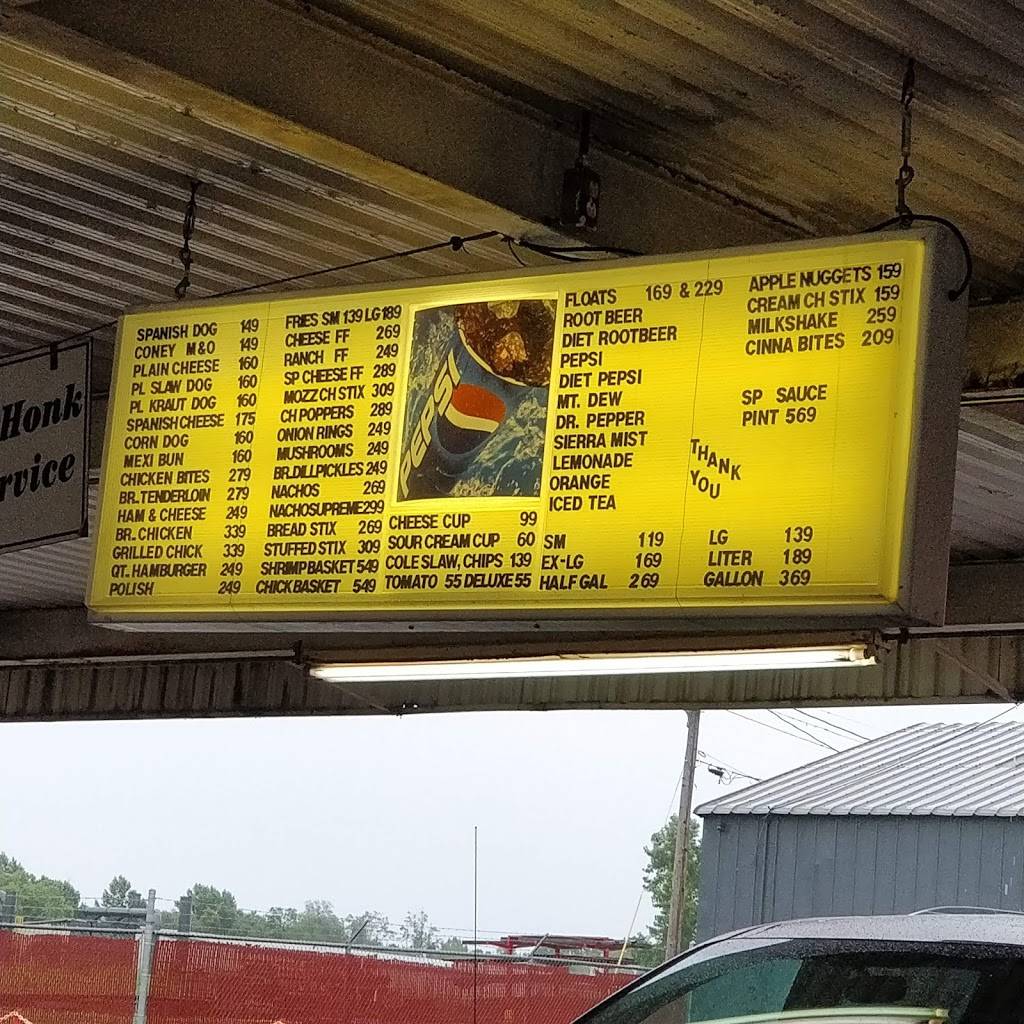 Honk
rvice
SPANISH DOG 149
CONEY M&O 149
PLAIN CHEESE 160
PL SLAW DOG 160
PL KRAUT DOG 160
SPANISH CHEESE 175
CORN DOG 160
MEXI BUN 160
CHICKEN BITES 279
BR. TENDERLOIN 279
HAM & CHEESE 249
BR. CHICKEN 339
GRILLED CHICK 339
QT. HAMBURGER 249
POLISH 249
FRIES SM 139 LG 189
CHEESE FF 269
RANCH FF 249
SP CHEESE FF 289
MOZZ CH STIX 309
CH POPPERS 289
ONION RINGS 249
MUSHROOMS 249
BR. DILL PICKLES 249
NACHOS 269
NACHO SUPREME 299
BREAD STIX 269
STUFFED STIX 309
SHRIMP BASKET 549
CHICK BASKET 549
PEPSI
CHEESE CUP 99
SOUR CREAM CUP 60
COLE SLAW, CHIPS 139
TOMATO 55 DELUXE 55
FLOATS 169 & 229
ROOT BEER
DIET ROOTBEER
PEPSI
DIET PEPSI
MT. DEW
DR. PEPPER
SIERRA MIST
LEMONADE
ORANGE
ICED TEA
SM 119
EX-LG 169
HALF GAL 269
APPLE NUGGETS 159
CREAM CH STIX 159
MILKSHAKE 259
CINNA BITES 209
SP SAUCE
PINT 569
THANK
YOU
LG 139
LITER 189
GALLON 369